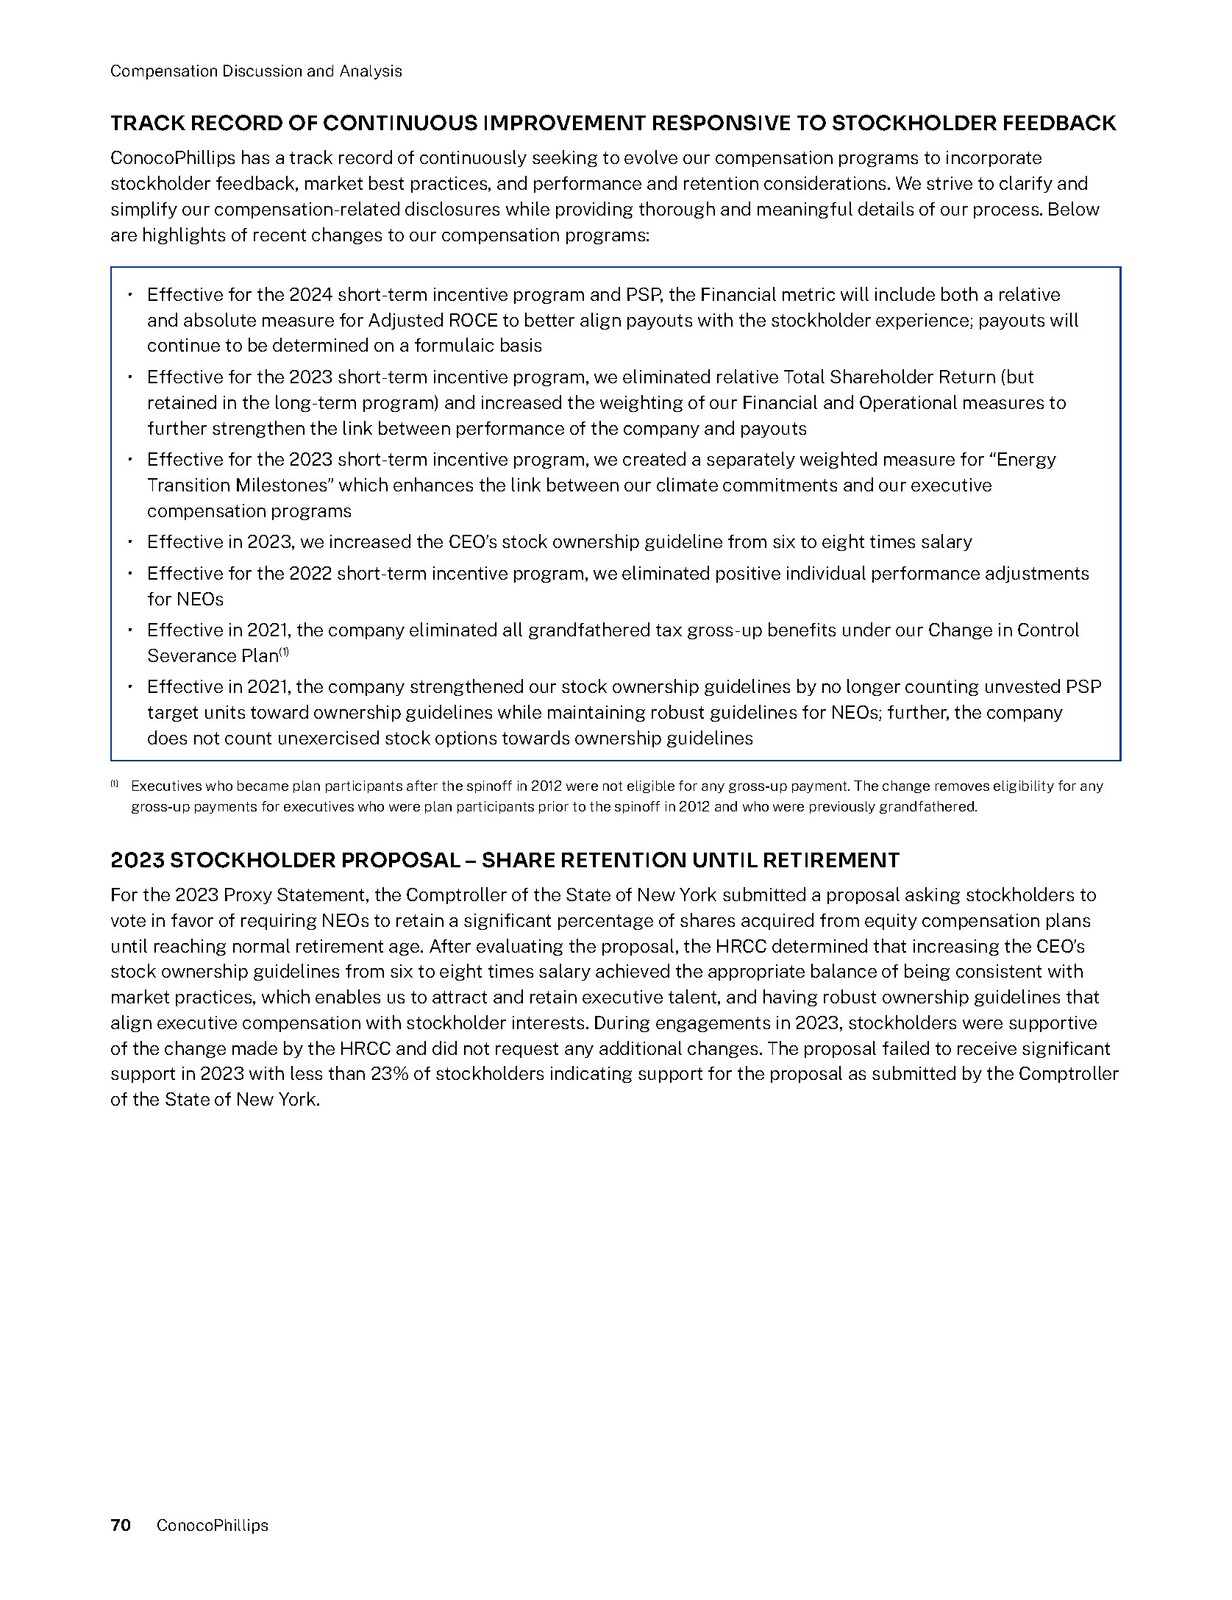 Compensation Discussion and Analysis
TRACK RECORD OF CONTINUOUS IMPROVEMENT RESPONSIVE TO STOCKHOLDER FEEDBACK
ConocoPhillips has a track record of continuously seeking to evolve our compensation programs to incorporate
stockholder feedback, market best practices, and performance and retention considerations. We strive to clarify and
simplify our compensation-related disclosures while providing thorough and meaningful details of our process. Below
are highlights of recent changes to our compensation programs:
• Effective for the 2024 short-term incentive program and PSP, the Financial metric will include both a relative
and absolute measure for Adjusted ROCE to better align payouts with the stockholder experience; payouts will
continue to be determined on a formulaic basis
• Effective for the 2023 short-term incentive program, we eliminated relative Total Shareholder Return (but
retained in the long-term program) and increased the weighting of our Financial and Operational measures to
further strengthen the link between performance of the company and payouts
• Effective for the 2023 short-term incentive program, we created a separately weighted measure for “Energy
Transition Milestones” which enhances the link between our climate commitments and our executive
compensation programs
• Effective in 2023, we increased the CEO’s stock ownership guideline from six to eight times salary
• Effective for the 2022 short-term incentive program, we eliminated positive individual performance adjustments
for NEOs
• Effective in 2021, the company eliminated all grandfathered tax gross-up benefits under our Change in Control
Severance Plan(1)
• Effective in 2021, the company strengthened our stock ownership guidelines by no longer counting unvested PSP
target units toward ownership guidelines while maintaining robust guidelines for NEOs; further, the company
does not count unexercised stock options towards ownership guidelines
(1) Executives who became plan participants after the spinoff in 2012 were not eligible for any gross-up payment. The change removes eligibility for any
gross-up payments for executives who were plan participants prior to the spinoff in 2012 and who were previously grandfathered.
2023 STOCKHOLDER PROPOSAL – SHARE RETENTION UNTIL RETIREMENT
For the 2023 Proxy Statement, the Comptroller of the State of New York submitted a proposal asking stockholders to
vote in favor of requiring NEOs to retain a significant percentage of shares acquired from equity compensation plans
until reaching normal retirement age. After evaluating the proposal, the HRCC determined that increasing the CEO’s
stock ownership guidelines from six to eight times salary achieved the appropriate balance of being consistent with
market practices, which enables us to attract and retain executive talent, and having robust ownership guidelines that
align executive compensation with stockholder interests. During engagements in 2023, stockholders were supportive
of the change made by the HRCC and did not request any additional changes. The proposal failed to receive significant
support in 2023 with less than 23% of stockholders indicating support for the proposal as submitted by the Comptroller
of the State of New York.
70 ConocoPhillips